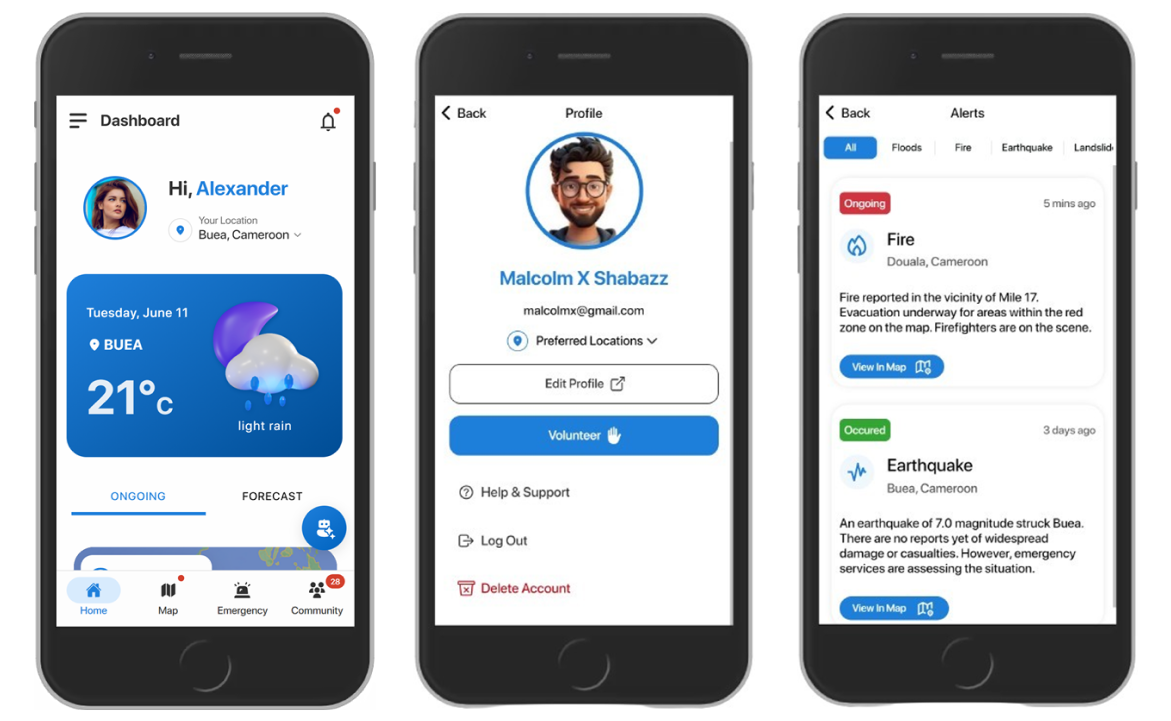 Dashboard
Hi, Alexander
Your Location
Buea, Cameroon
Tuesday, June 11
BUEA
21°c
light rain
ONGOING
FORECAST
Home
Map
Emergency
28
Community
Back
Profile
Malcolm X Shabazz
malcolmx@gmail.com
Preferred Locations
Edit Profile
Volunteer
Help & Support
Log Out
Delete Account
Back
Alerts
All
Floods
Fire
Earthquake
Landslid
Ongoing
5 mins ago
Fire
Douala, Cameroon
Fire reported in the vicinity of Mile 17.
Evacuation underway for areas within the red
zone on the map. Firefighters are on the scene.
View In Map
Occured
3 days ago
Earthquake
Buea, Cameroon
An earthquake of 7.0 magnitude struck Buea.
There are no reports yet of widespread
damage or casualties. However, emergency
services are assessing the situation.
View In Map